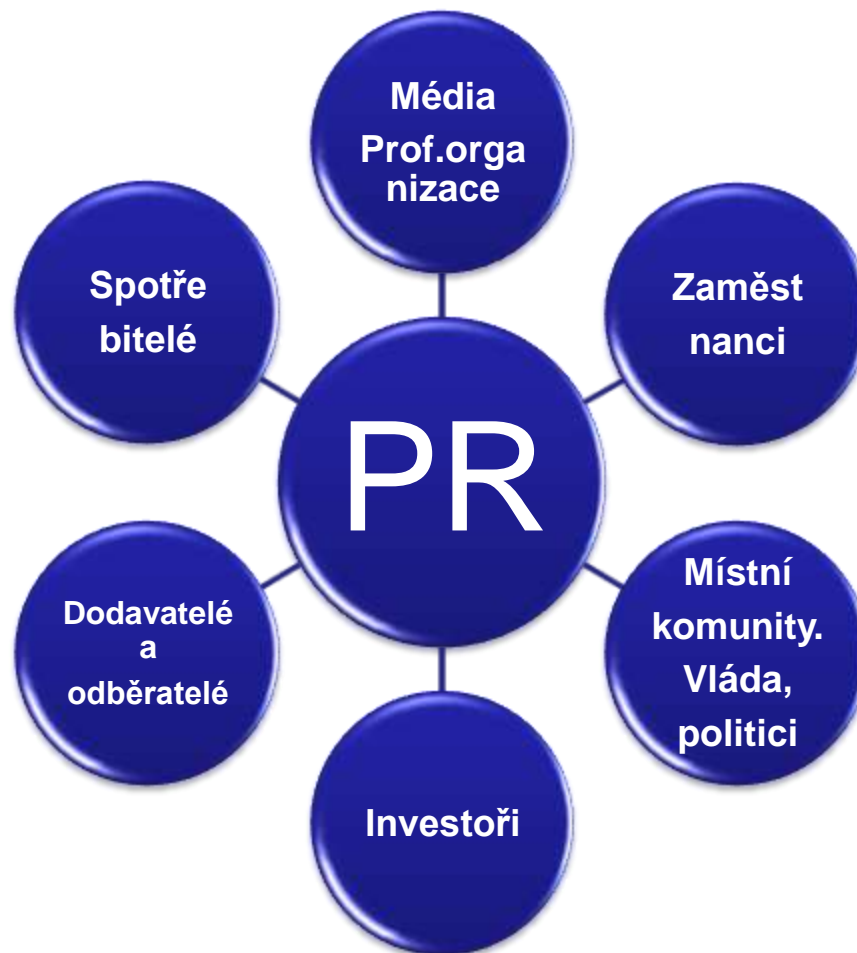 Média
Prof.orga
nizace
Spotře
bitelé
Zaměst
nanci
PR
Dodavatelé
a
odběratelé
Místní
komunity.
Vláda,
politici
Investoři